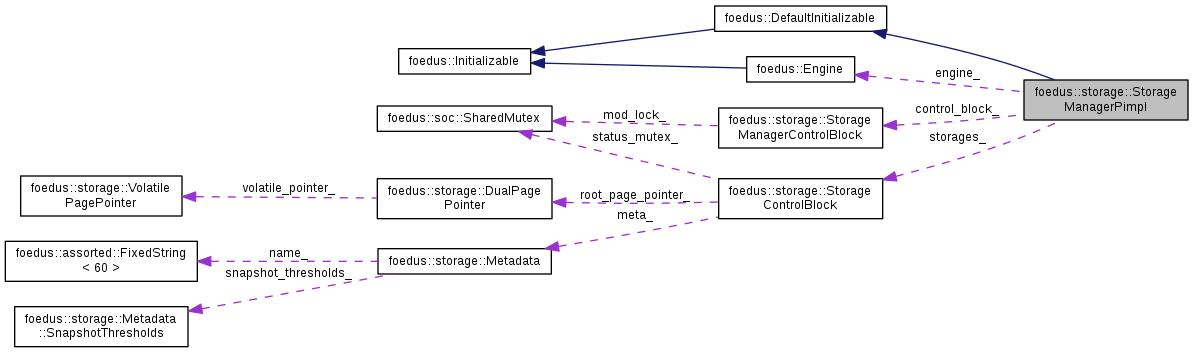 foedus::DefaultInitializable
foedus::Initializable
foedus::Engine
engine_
foedus::storage::Storage
ManagerPimpl
foedus::soc::SharedMutex
mod_lock_
foedus::storage::Storage
ManagerControlBlock
control_block_
status_mutex_
storages_
foedus::storage::Volatile
PagePointer
volatile_pointer_
foedus::storage::DualPage
Pointer
root_page_pointer_
foedus::storage::Storage
ControlBlock
meta_
foedus::assorted::FixedString
< 60 >
name_
foedus::storage::Metadata
snapshot_thresholds_
foedus::storage::Metadata
::SnapshotThresholds